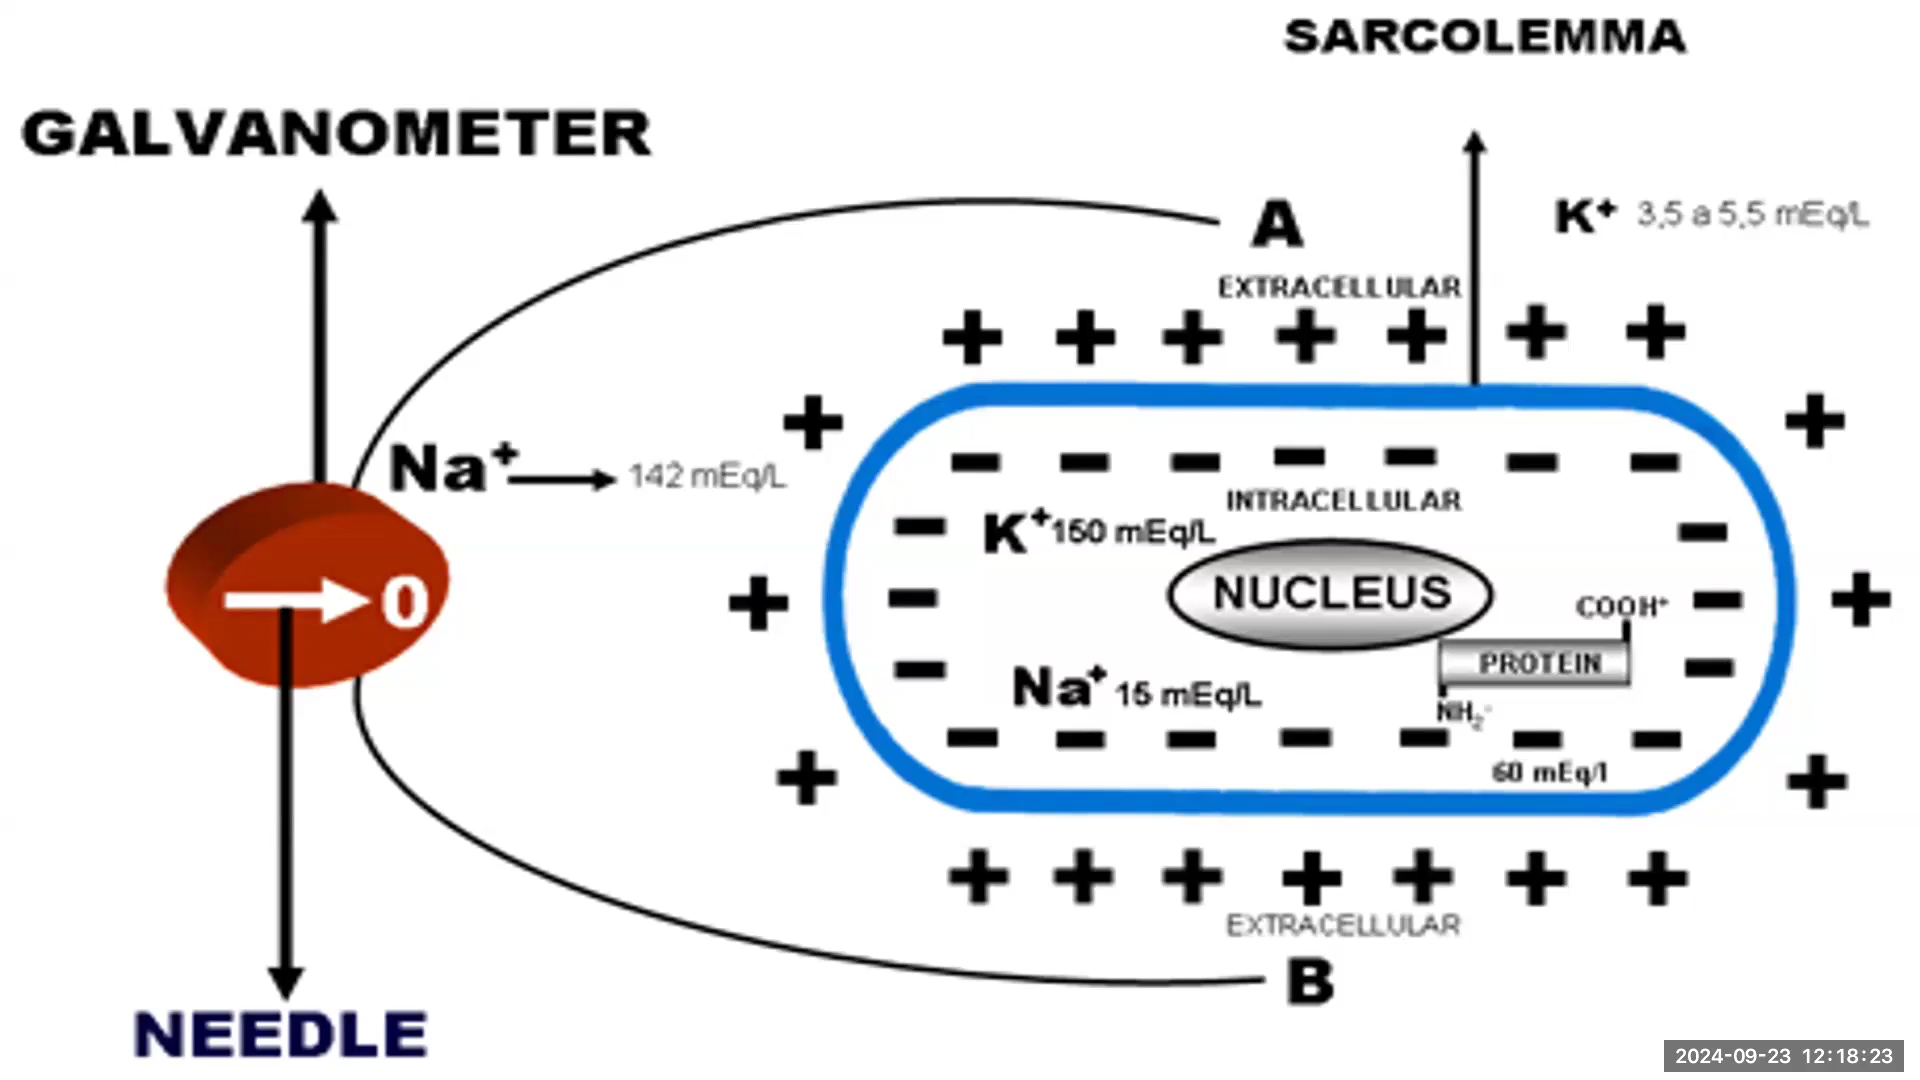 SARCOLEMMA
GALVANOMETER
A
K+ 3,5 a 5,5 mEq/L
EXTRACELLULAR
Na+ 142 mEq/L
INTRACELLULAR
K+ 150 mEq/L
NUCLEUS
0
COOH+
PROTEIN
Na+ 15 mEq/L
NH2-
60 mEq/l
EXTRACELLULAR
B
NEEDLE
2024-09-23 12:18:23